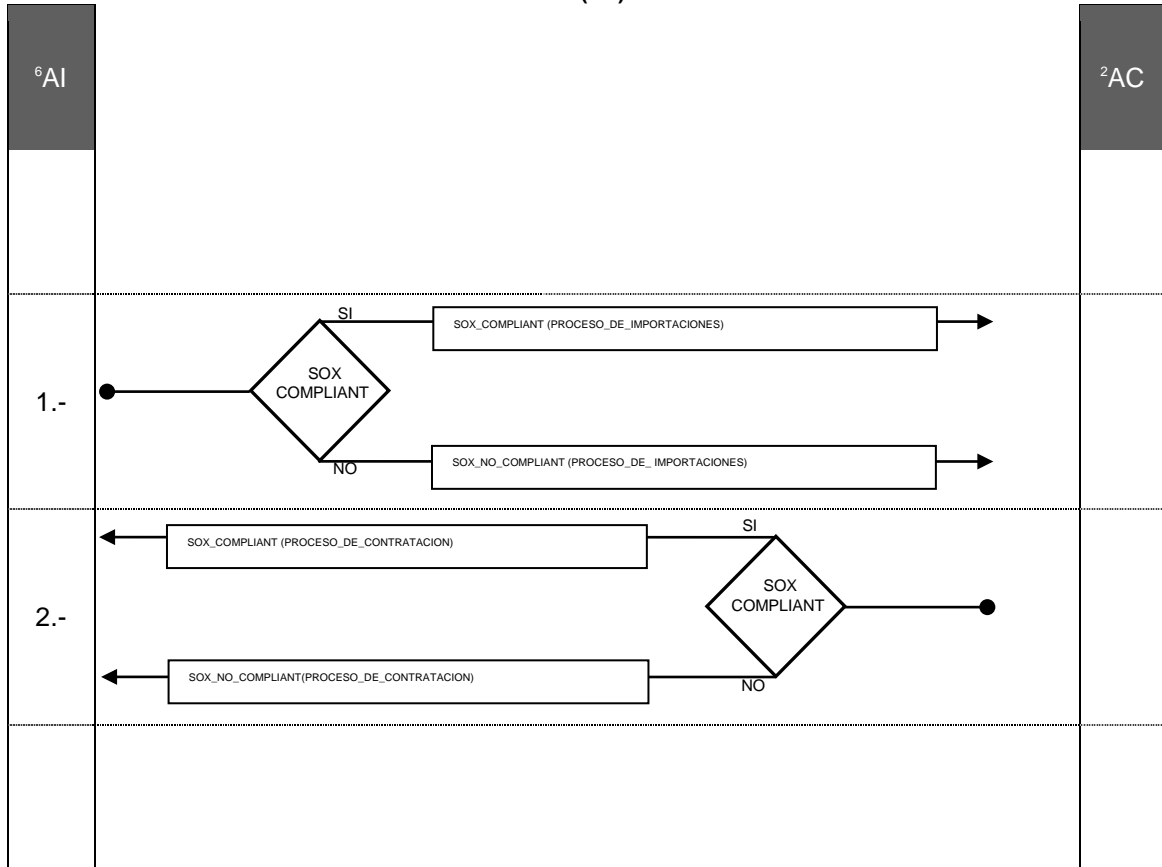 ⁶AI
²AC
1.-
SI
SOX_COMPLIANT (PROCESO_DE_IMPORTACIONES)
SOX
COMPLIANT
NO
SOX_NO_COMPLIANT (PROCESO_DE_ IMPORTACIONES)
2.-
SOX_COMPLIANT (PROCESO_DE_CONTRATACION)
SI
SOX
COMPLIANT
SOX_NO_COMPLIANT(PROCESO_DE_CONTRATACION)
NO